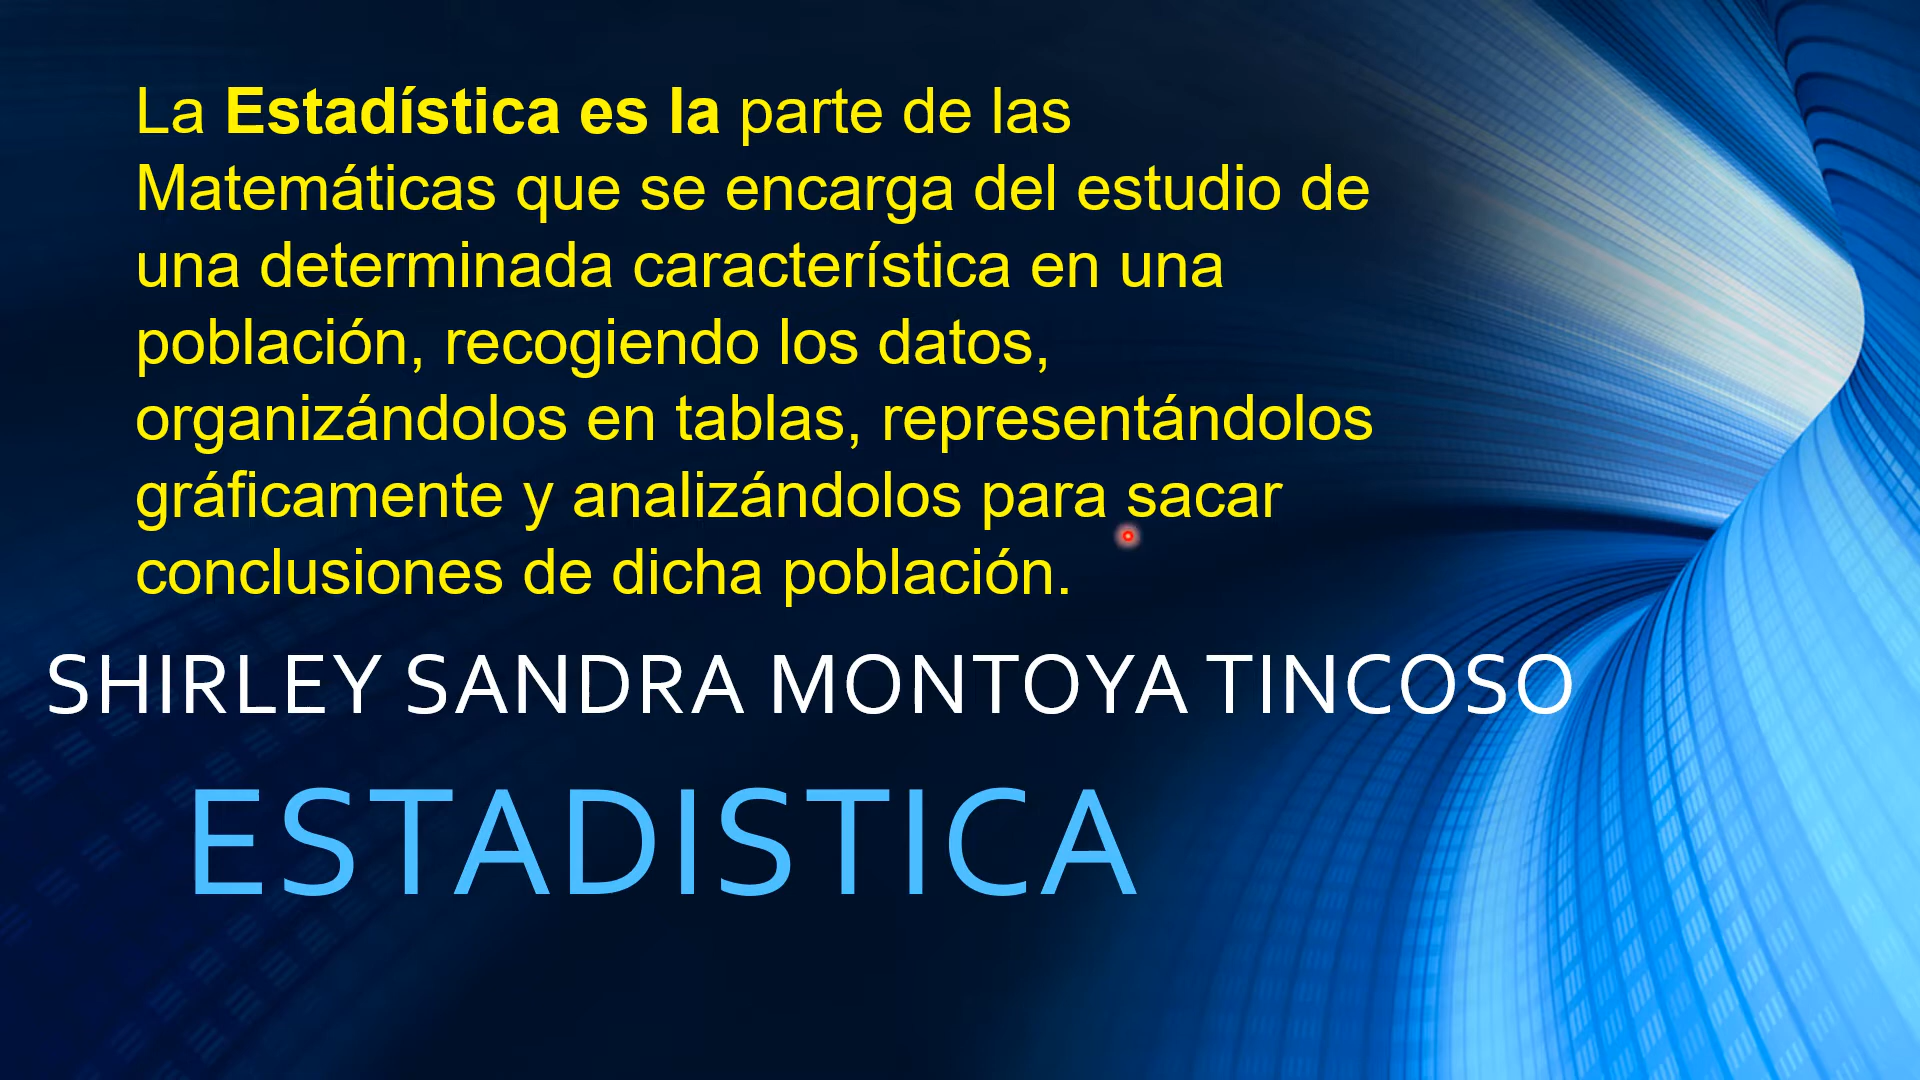 La Estadística es la parte de las
Matemáticas que se encarga del estudio de
una determinada característica en una
población, recogiendo los datos,
organizándolos en tablas, representándolos
gráficamente y analizándolos para sacar
conclusiones de dicha población.
SHIRLEY SANDRA MONTOYA TINCOSO
ESTADISTICA